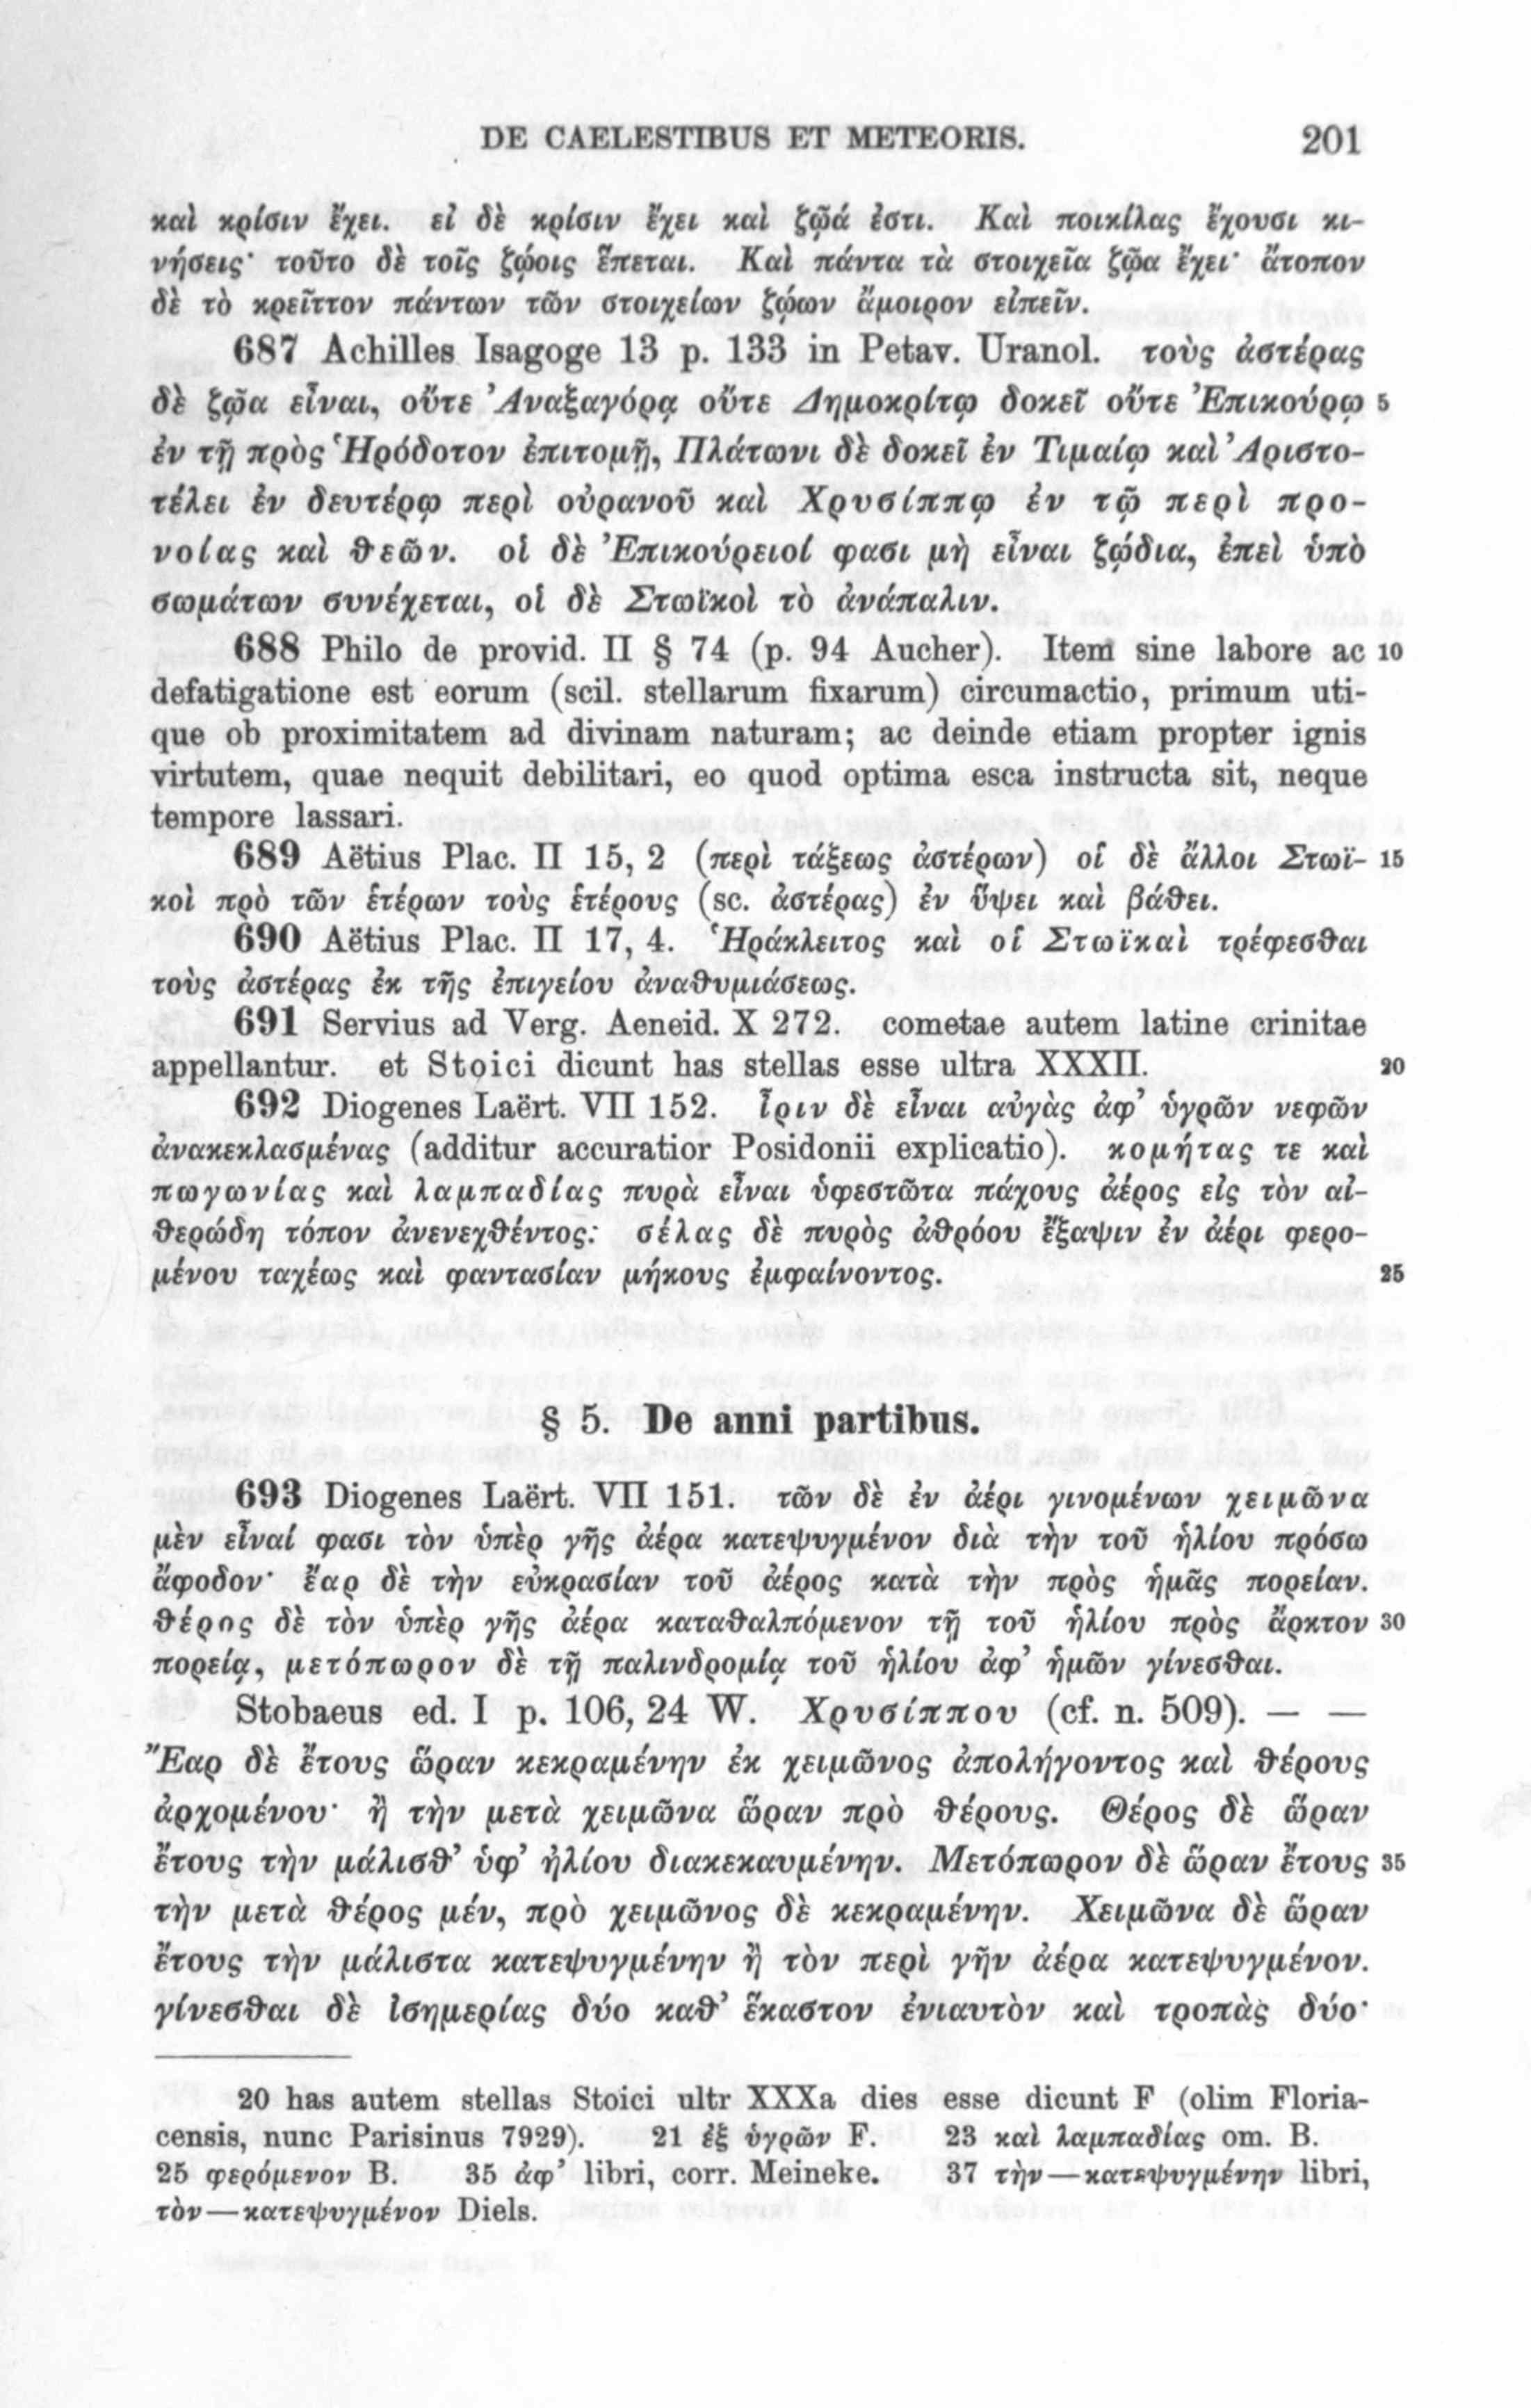 DE CAELESTIBUS ET METEORIS. 201
καὶ κρίσιν ἔχει. εἰ δὲ κρίσιν ἔχει καὶ ζῷά ἐστι. Καὶ ποικίλας ἔχουσι κι-
νήσεις· τοῦτο δὲ τοῖς ζῴοις ἕπεται. Καὶ πάντα τὰ στοιχεῖα ζῷα ἔχει· ἄτοπον
δὲ τὸ κρεῖττον πάντων τῶν στοιχείων ζῴων ἄμοιρον εἰπεῖν.
687 Achilles Isagoge 13 p. 133 in Petav. Uranol. τοὺς ἀστέρας
δὲ ζῷα εἶναι, οὔτε Ἀναξαγόρᾳ οὔτε Δημοκρίτῳ δοκεῖ οὔτε Ἐπικούρῳ 5
ἐν τῇ πρὸς Ἡρόδοτον ἐπιτομῇ, Πλάτωνι δὲ δοκεῖ ἐν Τιμαίῳ καὶ Ἀριστο-
τέλει ἐν δευτέρῳ περὶ οὐρανοῦ καὶ Χρυσίππῳ ἐν τῷ περὶ προ-
νοίας καὶ θεῶν. οἱ δὲ Ἐπικούρειοί φασι μὴ εἶναι ζῴδια, ἐπεὶ ὑπὸ
σωμάτων συνέχεται, οἱ δὲ Στωϊκοὶ τὸ ἀνάπαλιν.
688 Philo de provid. II § 74 (p. 94 Aucher). Item sine labore ac 10
defatigatione est eorum (scil. stellarum fixarum) circumactio, primum uti-
que ob proximitatem ad divinam naturam; ac deinde etiam propter ignis
virtutem, quae nequit debilitari, eo quod optima esca instructa sit, neque
tempore lassari.
689 Aëtius Plac. II 15, 2 (περὶ τάξεως ἀστέρων) οἱ δὲ ἄλλοι Στωϊ- 15
κοὶ πρὸ τῶν ἑτέρων τοὺς ἑτέρους (sc. ἀστέρας) ἐν ὕψει καὶ βάθει.
690 Aëtius Plac. II 17, 4. Ἡράκλειτος καὶ οἱ Στωϊκαὶ τρέφεσθαι
τοὺς ἀστέρας ἐκ τῆς ἐπιγείου ἀναθυμιάσεως.
691 Servius ad Verg. Aeneid. X 272. cometae autem latine crinitae
appellantur. et Stoici dicunt has stellas esse ultra XXXII. 20
692 Diogenes Laërt. VII 152. ἶριν δὲ εἶναι αὐγὰς ἀφ’ ὑγρῶν νεφῶν
ἀνακεκλασμένας (additur accuratior Posidonii explicatio). κομήτας τε καὶ
πωγωνίας καὶ λαμπαδίας πυρὰ εἶναι ὑφεστῶτα πάχους ἀέρος εἰς τὸν αἰ-
θερώδη τόπον ἀνενεχθέντος: σέλας δὲ πυρὸς ἀθρόου ἔξαψιν ἐν ἀέρι φερο-
μένου ταχέως καὶ φαντασίαν μήκους ἐμφαίνοντος. 25
§ 5. De anni partibus.
693 Diogenes Laërt. VII 151. τῶν δὲ ἐν ἀέρι γινομένων χειμῶνα
μὲν εἶναί φασι τὸν ὑπὲρ γῆς ἀέρα κατεψυγμένον διὰ τὴν τοῦ ἡλίου πρόσω
ἄφοδον· ἔαρ δὲ τὴν εὐκρασίαν τοῦ ἀέρος κατὰ τὴν πρὸς ἡμᾶς πορείαν.
θέρος δὲ τὸν ὑπὲρ γῆς ἀέρα καταθαλπόμενον τῇ τοῦ ἡλίου πρὸς ἄρκτον 30
πορείᾳ, μετόπωρον δὲ τῇ παλινδρομίᾳ τοῦ ἡλίου ἀφ’ ἡμῶν γίνεσθαι.
Stobaeus ed. I p. 106, 24 W. Χρυσίππου (cf. n. 509). — —
Ἔαρ δὲ ἔτους ὥραν κεκραμένην ἐκ χειμῶνος ἀπολήγοντος καὶ θέρους
ἀρχομένου· ἢ τὴν μετὰ χειμῶνα ὥραν πρὸ θέρους. Θέρος δὲ ὥραν
ἔτους τὴν μάλισθ’ ὑφ’ ἡλίου διακεκαυμένην. Μετόπωρον δὲ ὥραν ἔτους 35
τὴν μετὰ θέρος μέν, πρὸ χειμῶνος δὲ κεκραμένην. Χειμῶνα δὲ ὥραν
ἔτους τὴν μάλιστα κατεψυγμένην ἢ τὸν περὶ γῆν ἀέρα κατεψυγμένον.
γίνεσθαι δὲ ἰσημερίας δύο καθ’ ἕκαστον ἐνιαυτὸν καὶ τροπὰς δύο·
20 has autem stellas Stoici ultr XXXa dies esse dicunt F (olim Floria-
censis, nunc Parisinus 7929). 21 ἐξ ὑγρῶν F. 23 καὶ λαμπαδίας om. B.
25 φερόμενον B. 35 ἀφ’ libri, corr. Meineke. 37 τὴν—κατεψυγμένην libri,
τὸν—κατεψυγμένον Diels.